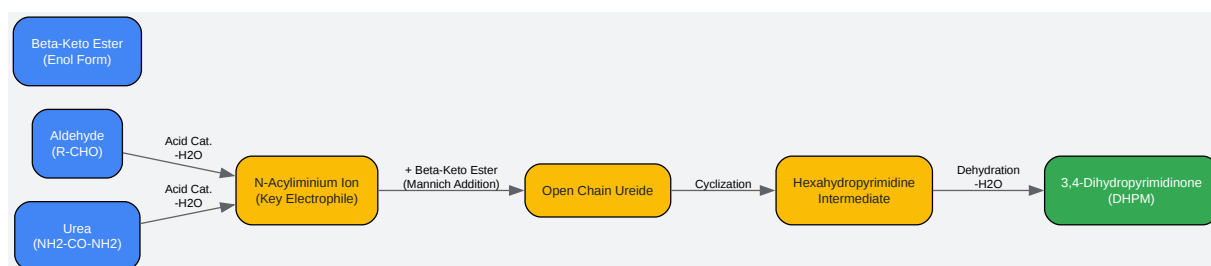 Beta-Keto Ester
(Enol Form)
Aldehyde
(R-CHO)
Acid Cat.
-H2O
Acid Cat.
-H2O
Urea
(NH2-CO-NH2)
N-Acyliminium Ion
(Key Electrophile)
+ Beta-Keto Ester
(Mannich Addition)
Open Chain Ureide
Cyclization
Hexahydropyrimidine
Intermediate
Dehydration
-H2O
3,4-Dihydropyrimidinone
(DHPM)